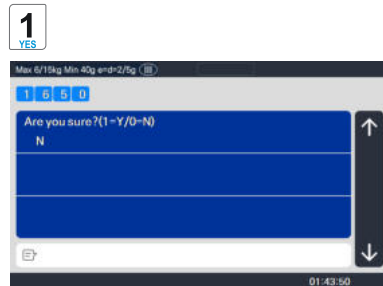 1
YES
Max 6/15kg Min 40g e=d=2/5g (III)
1 6 5 0
Are you sure?(1=Y/0=N)
N
01:43:50